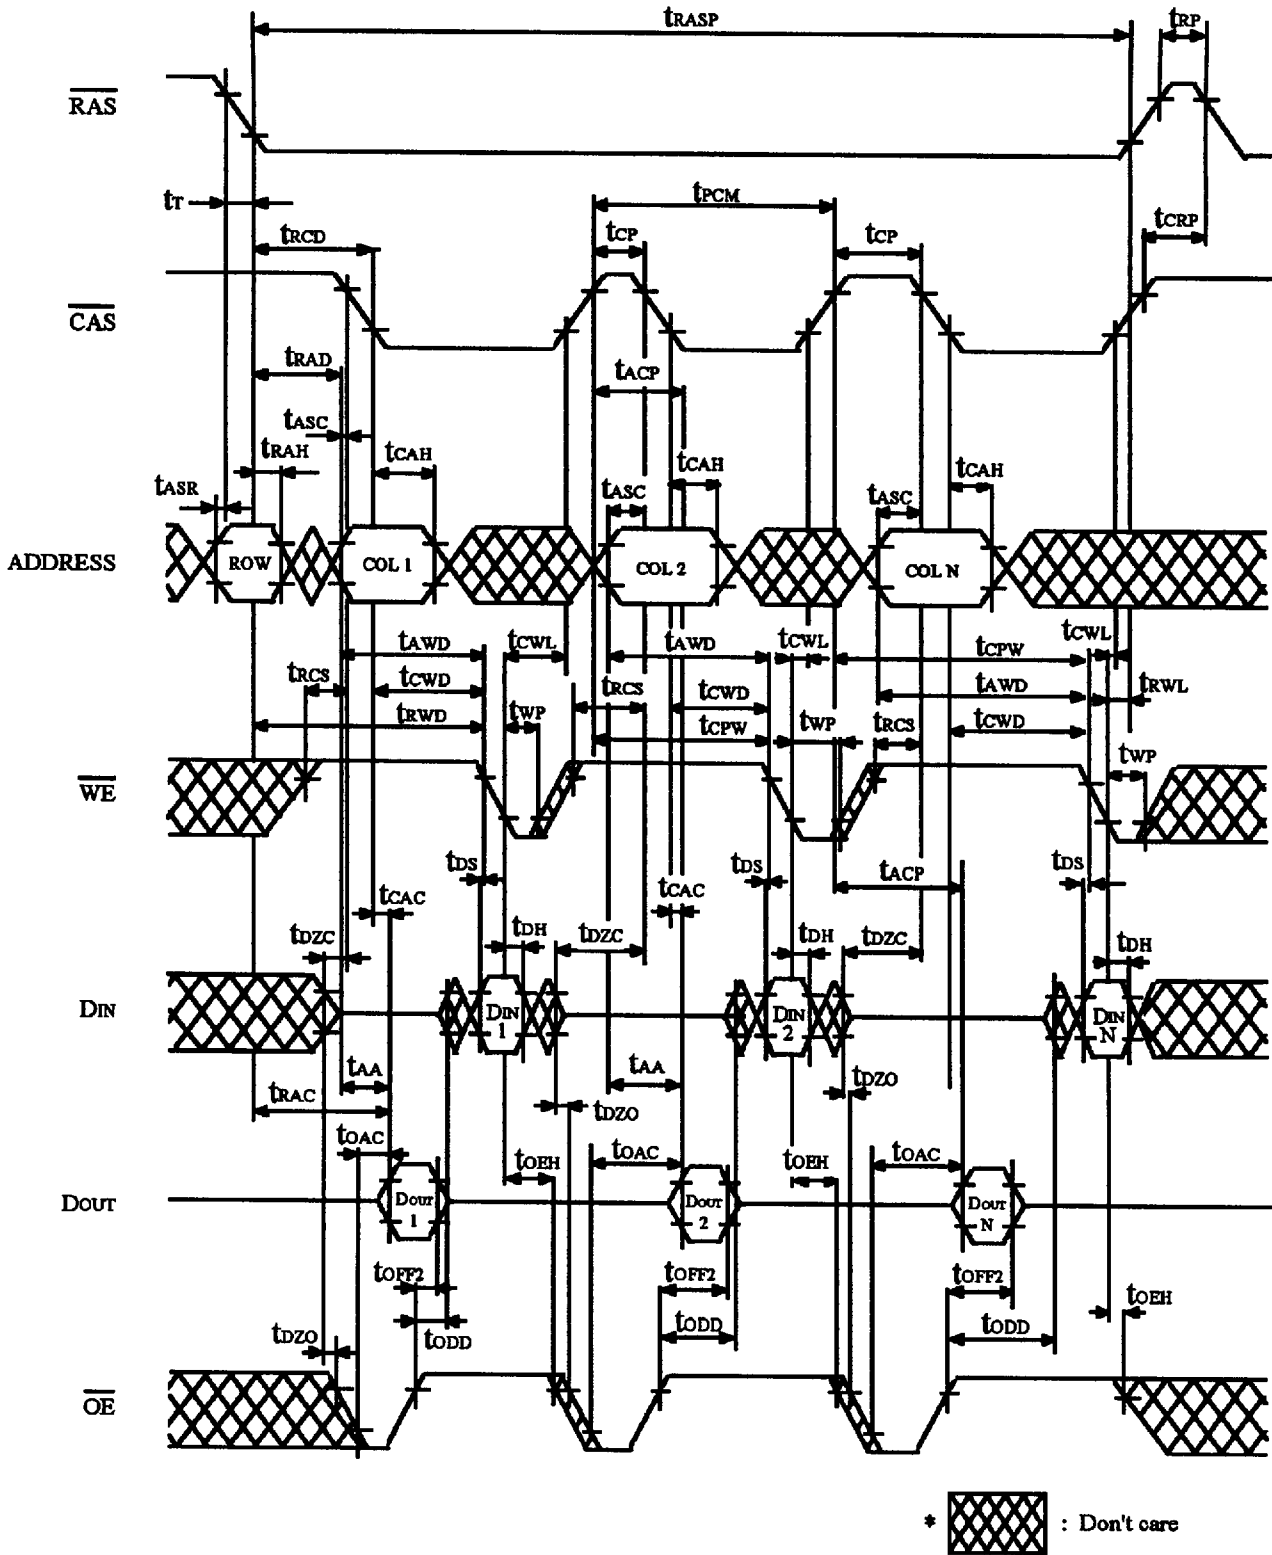 tRASP
tRP
RAS
tT
tPCM
tRCD
tCP
tCP
tCRP
CAS
tRAD
tACP
tASC
tRAH
tCAH
tCAH
tCAH
tASR
tASC
tASC
ADDRESS
ROW
COL 1
COL 2
COL N
tAWD
tCWL
tAWD
tCWL
tCPW
tCWL
tRCS
tCWD
tRCS
tCWD
tAWD
tRWL
tRWD
tWP
tCPW
tWP
tRCS
tCWD
tWP
WE
tDS
tDS
tACP
tDS
tCAC
tCAC
tDZC
tDH
tDZC
tDH
tDZC
tDH
DIN
DIN 1
DIN 2
DIN N
tAA
tAA
tDZO
tRAC
tDZO
tOAC
tOEH
tOAC
tOEH
tOAC
DOUT
DOUT 1
DOUT 2
DOUT N
tOFF2
tOFF2
tOFF2
tOEH
tDZO
tODD
tODD
tODD
OE
* : Don't care